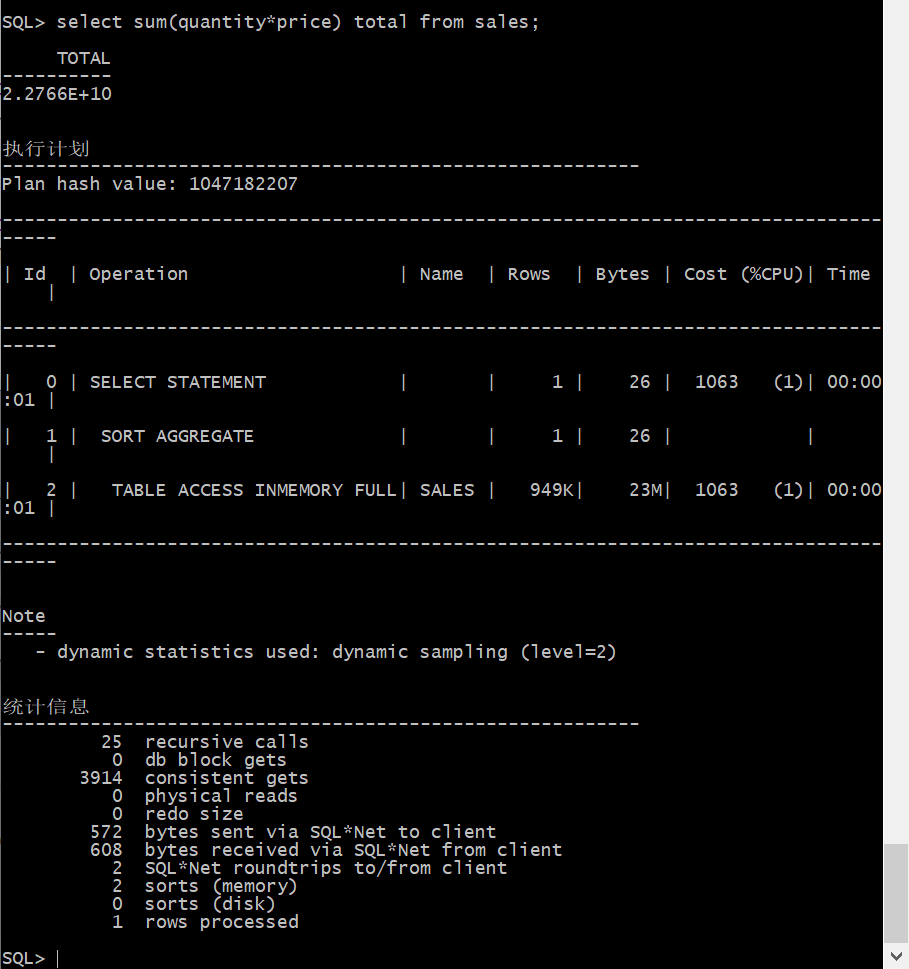 SQL> select sum(quantity*price) total from sales;
     TOTAL
----------
2.2766E+10
执行计划
----------------------------------------------------------
Plan hash value: 1047182207
--------------------------------------------------------------------------------
-----
| Id  | Operation                   | Name  | Rows  | Bytes | Cost (%CPU)| Time
    |
--------------------------------------------------------------------------------
-----
|   0 | SELECT STATEMENT            |       |     1 |    26 |  1063   (1)| 00:00
:01 |
|   1 |  SORT AGGREGATE             |       |     1 |    26 |            |
    |
|   2 |   TABLE ACCESS INMEMORY FULL| SALES |   949K|    23M|  1063   (1)| 00:00
:01 |
--------------------------------------------------------------------------------
-----
Note
-----
   - dynamic statistics used: dynamic sampling (level=2)
统计信息
----------------------------------------------------------
         25  recursive calls
          0  db block gets
       3914  consistent gets
          0  physical reads
          0  redo size
        572  bytes sent via SQL*Net to client
        608  bytes received via SQL*Net from client
          2  SQL*Net roundtrips to/from client
          2  sorts (memory)
          0  sorts (disk)
          1  rows processed
SQL>